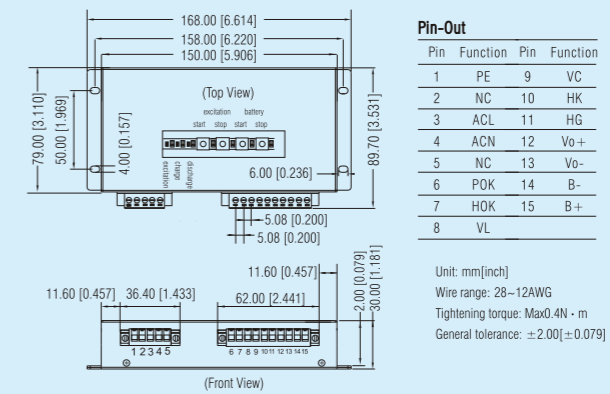 168.00 [6.614]
158.00 [6.220]
150.00 [5.906]
(Top View)
excitation battery
start stop start stop
79.00 [3.110]
50.00 [1.969]
4.00 [0.157]
89.70 [3.531]
6.00 [0.236]
excitation
charge
discharge
5.08 [0.200]
5.08 [0.200]
11.60 [0.457]
2.00 [0.079]
30.00 [1.181]
11.60 [0.457] 36.40 [1.433] 62.00 [2.441]
1 2 3 4 5
6 7 8 9 10 11 12 13 14 15
(Front View)
Pin-Out
Pin Function Pin Function
1 PE 9 VC
2 NC 10 HK
3 ACL 11 HG
4 ACN 12 Vo+
5 NC 13 Vo-
6 POK 14 B-
7 HOK 15 B+
8 VL
Unit: mm[inch]
Wire range: 28~12AWG
Tightening torque: Max0.4N · m
General tolerance: ±2.00[±0.079]